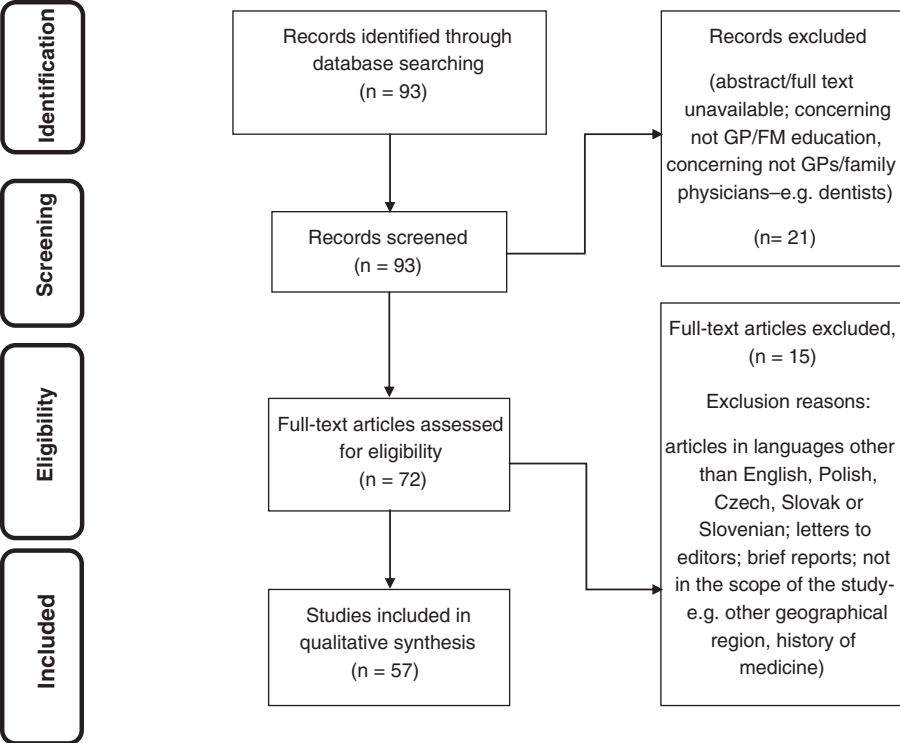 Identification
Records identified through
database searching
(n = 93)
Records excluded
(abstract/full text
unavailable; concerning
not GP/FM education,
concerning not GPs/family
physicians–e.g. dentists)
(n= 21)
Screening
Records screened
(n = 93)
Eligibility
Full-text articles assessed
for eligibility
(n = 72)
Full-text articles excluded,
(n = 15)
Exclusion reasons:
articles in languages other
than English, Polish,
Czech, Slovak or
Slovenian; letters to
editors; brief reports; not
in the scope of the study-
e.g. other geographical
region, history of
medicine)
Included
Studies included in
qualitative synthesis
(n = 57)